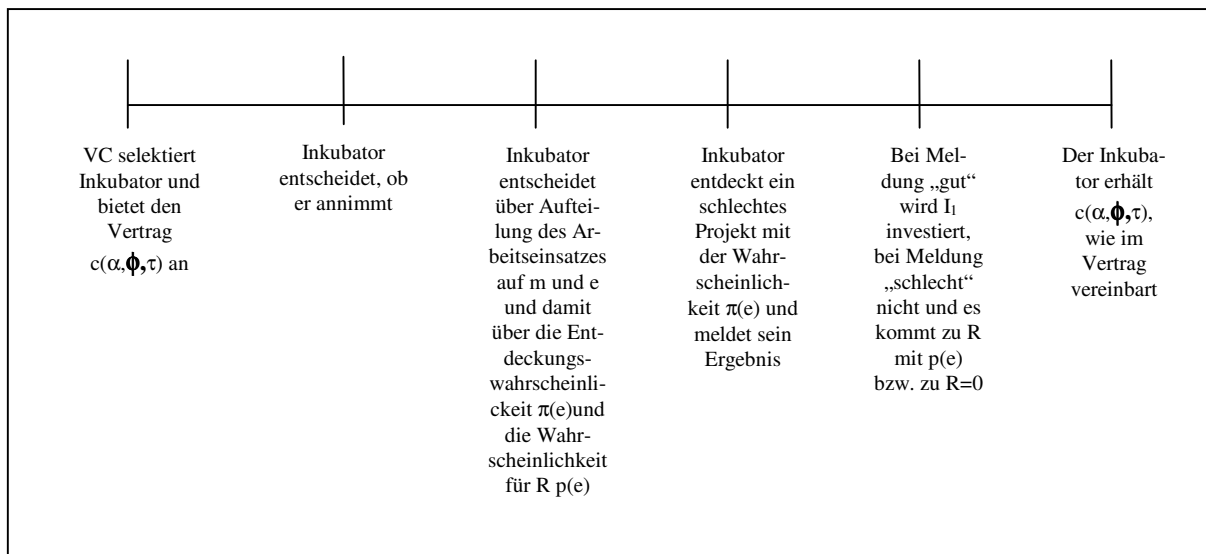 VC selektiert
Inkubator und
bietet den
Vertrag
c(α,ϕ,τ) an
Inkubator
entscheidet, ob
er annimmt
Inkubator
entscheidet
über Auftei-
lung des Ar-
beitseinsatzes
auf m und e
und damit
über die Ent-
deckungs-
wahrscheinli-
ckeit π(e)und
die Wahr-
scheinlichkeit
für R p(e)
Inkubator
entdeckt ein
schlechtes
Projekt mit
der Wahr-
scheinlich-
keit π(e) und
meldet sein
Ergebnis
Bei Mel-
dung „gut“
wird I₁
investiert,
bei Meldung
„schlecht“
nicht und es
kommt zu R
mit p(e)
bzw. zu R=0
Der Inkuba-
tor erhält
c(α,ϕ,τ),
wie im
Vertrag
vereinbart